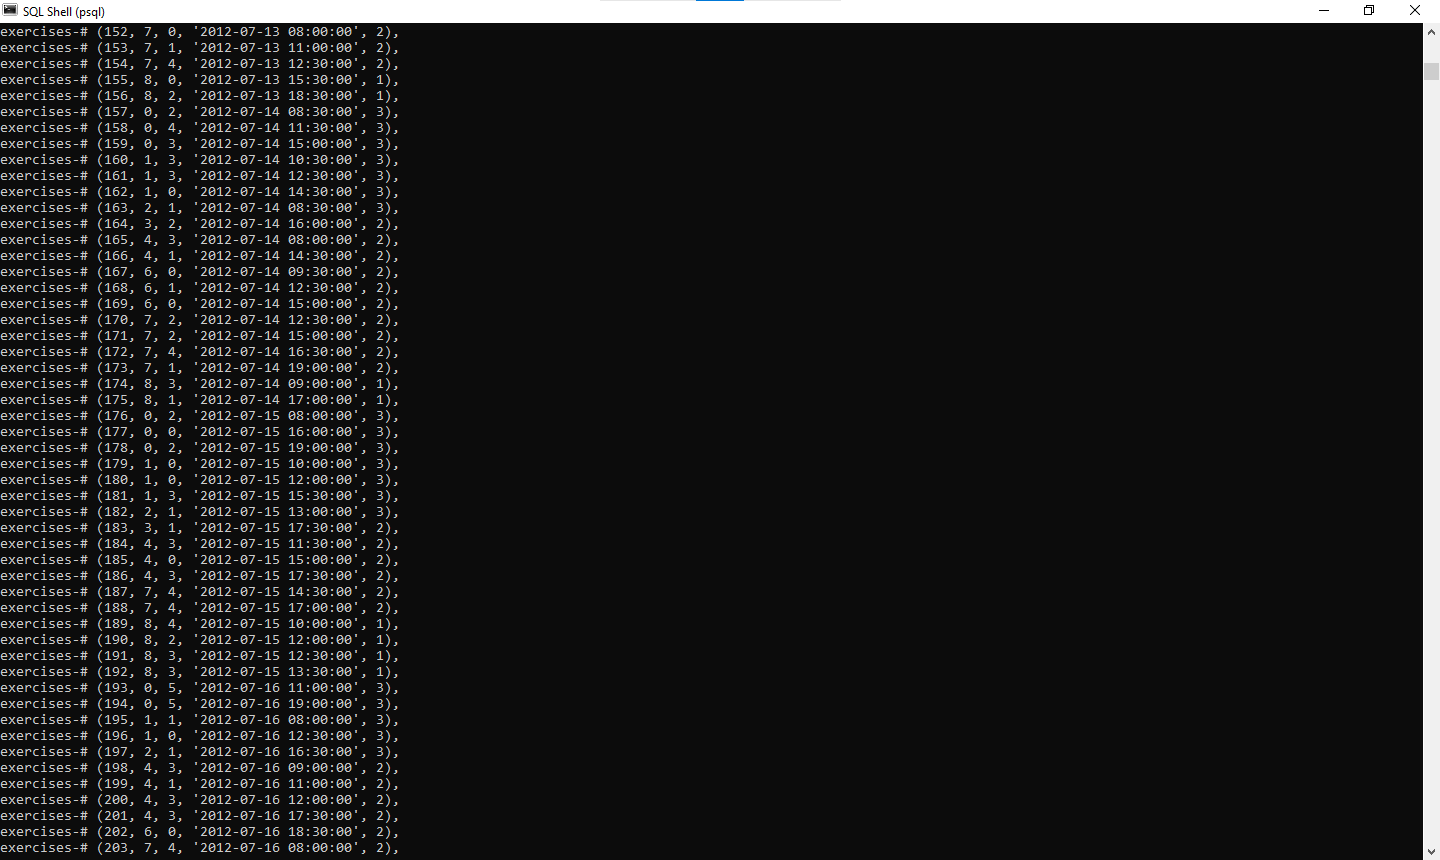 SQL Shell (psql)
exercises-# (152, 7, 0, '2012-07-13 08:00:00', 2),
exercises-# (153, 7, 1, '2012-07-13 11:00:00', 2),
exercises-# (154, 7, 4, '2012-07-13 12:30:00', 2),
exercises-# (155, 8, 0, '2012-07-13 15:30:00', 1),
exercises-# (156, 8, 2, '2012-07-13 18:30:00', 1),
exercises-# (157, 0, 2, '2012-07-14 08:30:00', 3),
exercises-# (158, 0, 4, '2012-07-14 11:30:00', 3),
exercises-# (159, 0, 3, '2012-07-14 15:00:00', 3),
exercises-# (160, 1, 3, '2012-07-14 10:30:00', 3),
exercises-# (161, 1, 3, '2012-07-14 12:30:00', 3),
exercises-# (162, 1, 0, '2012-07-14 14:30:00', 3),
exercises-# (163, 2, 1, '2012-07-14 08:30:00', 3),
exercises-# (164, 3, 2, '2012-07-14 16:00:00', 2),
exercises-# (165, 4, 3, '2012-07-14 08:00:00', 2),
exercises-# (166, 4, 1, '2012-07-14 14:30:00', 2),
exercises-# (167, 6, 0, '2012-07-14 09:30:00', 2),
exercises-# (168, 6, 1, '2012-07-14 12:30:00', 2),
exercises-# (169, 6, 0, '2012-07-14 15:00:00', 2),
exercises-# (170, 7, 2, '2012-07-14 12:30:00', 2),
exercises-# (171, 7, 2, '2012-07-14 15:00:00', 2),
exercises-# (172, 7, 4, '2012-07-14 16:30:00', 2),
exercises-# (173, 7, 1, '2012-07-14 19:00:00', 2),
exercises-# (174, 8, 3, '2012-07-14 09:00:00', 1),
exercises-# (175, 8, 1, '2012-07-14 17:00:00', 1),
exercises-# (176, 0, 2, '2012-07-15 08:00:00', 3),
exercises-# (177, 0, 0, '2012-07-15 16:00:00', 3),
exercises-# (178, 0, 2, '2012-07-15 19:00:00', 3),
exercises-# (179, 1, 0, '2012-07-15 10:00:00', 3),
exercises-# (180, 1, 0, '2012-07-15 12:00:00', 3),
exercises-# (181, 1, 3, '2012-07-15 15:30:00', 3),
exercises-# (182, 2, 1, '2012-07-15 13:00:00', 3),
exercises-# (183, 3, 1, '2012-07-15 17:30:00', 2),
exercises-# (184, 4, 3, '2012-07-15 11:30:00', 2),
exercises-# (185, 4, 0, '2012-07-15 15:00:00', 2),
exercises-# (186, 4, 3, '2012-07-15 17:30:00', 2),
exercises-# (187, 7, 4, '2012-07-15 14:30:00', 2),
exercises-# (188, 7, 4, '2012-07-15 17:00:00', 2),
exercises-# (189, 8, 4, '2012-07-15 10:00:00', 1),
exercises-# (190, 8, 2, '2012-07-15 12:00:00', 1),
exercises-# (191, 8, 3, '2012-07-15 12:30:00', 1),
exercises-# (192, 8, 3, '2012-07-15 13:30:00', 1),
exercises-# (193, 0, 5, '2012-07-16 11:00:00', 3),
exercises-# (194, 0, 5, '2012-07-16 19:00:00', 3),
exercises-# (195, 1, 1, '2012-07-16 08:00:00', 3),
exercises-# (196, 1, 0, '2012-07-16 12:30:00', 3),
exercises-# (197, 2, 1, '2012-07-16 16:30:00', 3),
exercises-# (198, 4, 3, '2012-07-16 09:00:00', 2),
exercises-# (199, 4, 1, '2012-07-16 11:00:00', 2),
exercises-# (200, 4, 3, '2012-07-16 12:00:00', 2),
exercises-# (201, 4, 3, '2012-07-16 17:30:00', 2),
exercises-# (202, 6, 0, '2012-07-16 18:30:00', 2),
exercises-# (203, 7, 4, '2012-07-16 08:00:00', 2),